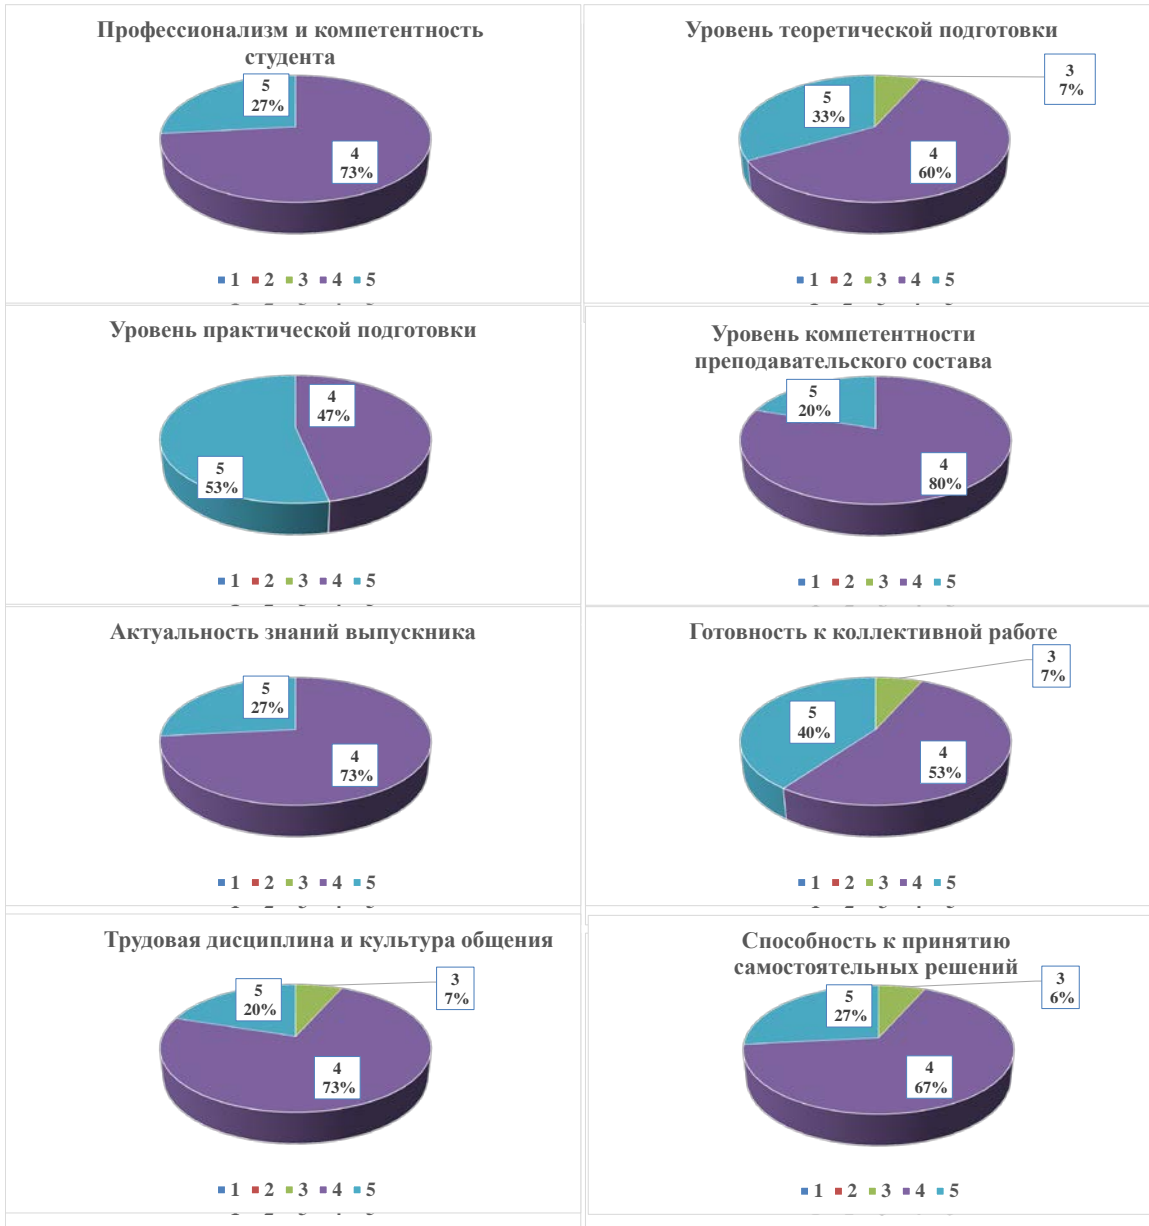 Профессионализм и компетентность
студента
5
27%
4
73%
1 2 3 4 5
Уровень теоретической подготовки
3
7%
5
33%
4
60%
1 2 3 4 5
Уровень практической подготовки
4
47%
5
53%
1 2 3 4 5
Уровень компетентности
преподавательского состава
5
20%
4
80%
1 2 3 4 5
Актуальность знаний выпускника
5
27%
4
73%
1 2 3 4 5
Готовность к коллективной работе
3
7%
5
40%
4
53%
1 2 3 4 5
Трудовая дисциплина и культура общения
3
7%
5
20%
4
73%
1 2 3 4 5
Способность к принятию
самостоятельных решений
3
6%
5
27%
4
67%
1 2 3 4 5